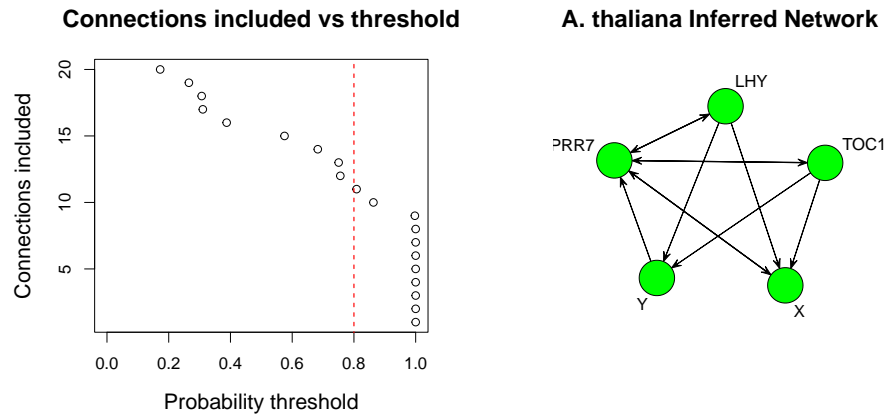 Connections included vs threshold
A. thaliana Inferred Network
Connections included
20
15
10
5
0.0 0.2 0.4 0.6 0.8 1.0
Probability threshold
LHY
PRR7
TOC1
Y
X